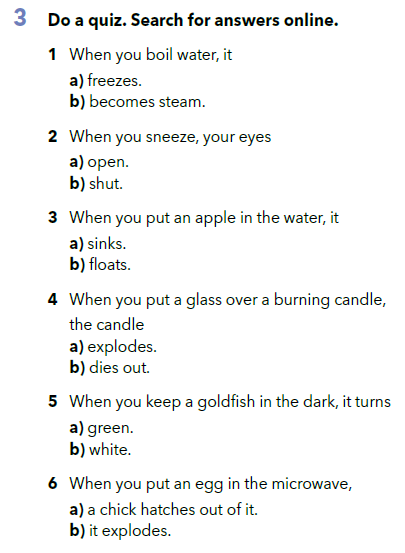 3 Do a quiz. Search for answers online.
1 When you boil water, it
a) freezes.
b) becomes steam.
2 When you sneeze, your eyes
a) open.
b) shut.
3 When you put an apple in the water, it
a) sinks.
b) floats.
4 When you put a glass over a burning candle,
the candle
a) explodes.
b) dies out.
5 When you keep a goldfish in the dark, it turns
a) green.
b) white.
6 When you put an egg in the microwave,
a) a chick hatches out of it.
b) it explodes.